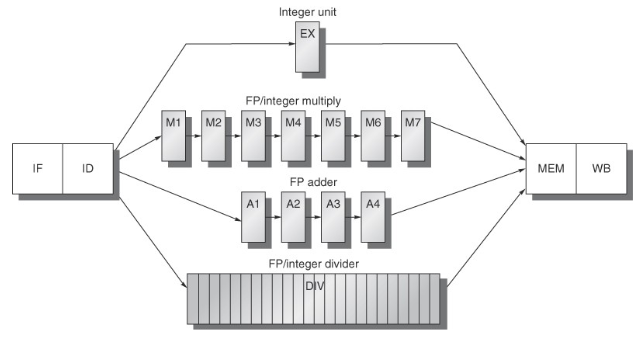 Integer unit
EX
FP/integer multiply
M1 M2 M3 M4 M5 M6 M7
IF ID
MEM WB
FP adder
A1 A2 A3 A4
FP/integer divider
DIV